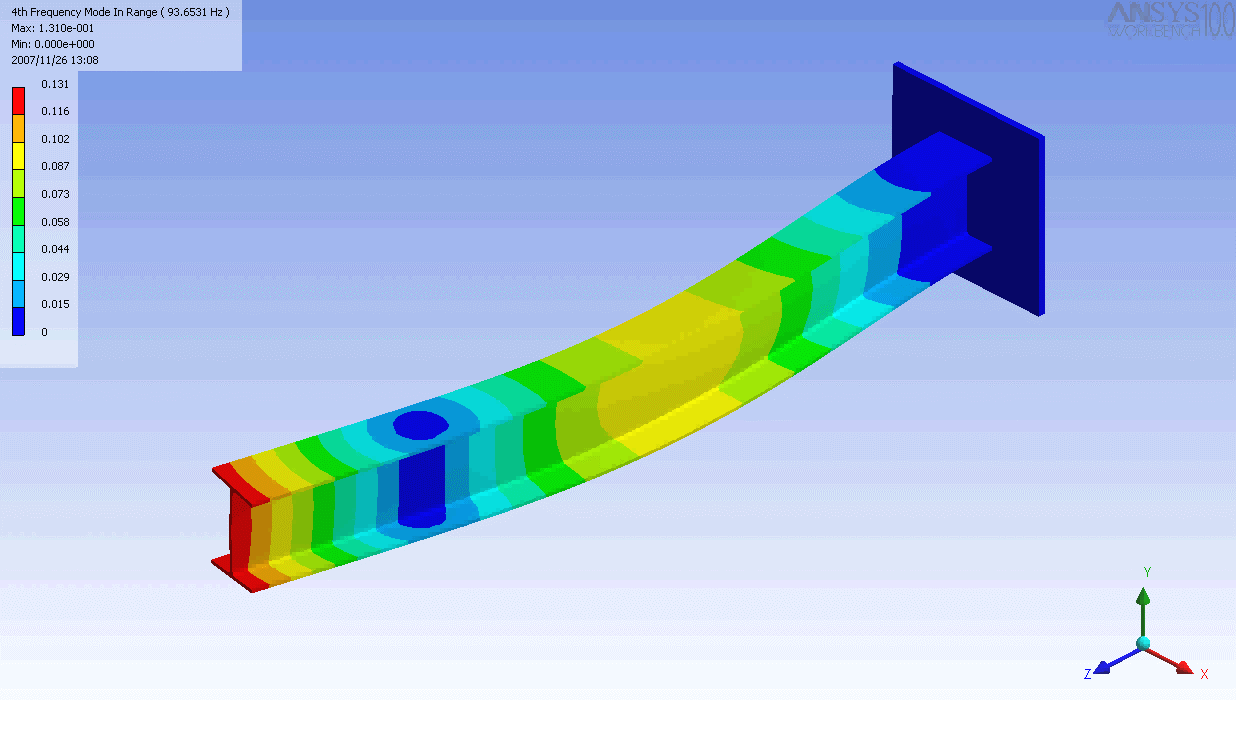 4th Frequency Mode In Range ( 93.6531 Hz )
Max: 1.310e-001
Min: 0.000e+000
2007/11/26 13:08
ANSYS 10.0
WORKBENCH
0.131
0.116
0.102
0.087
0.073
0.058
0.044
0.029
0.015
0
Y
Z
X